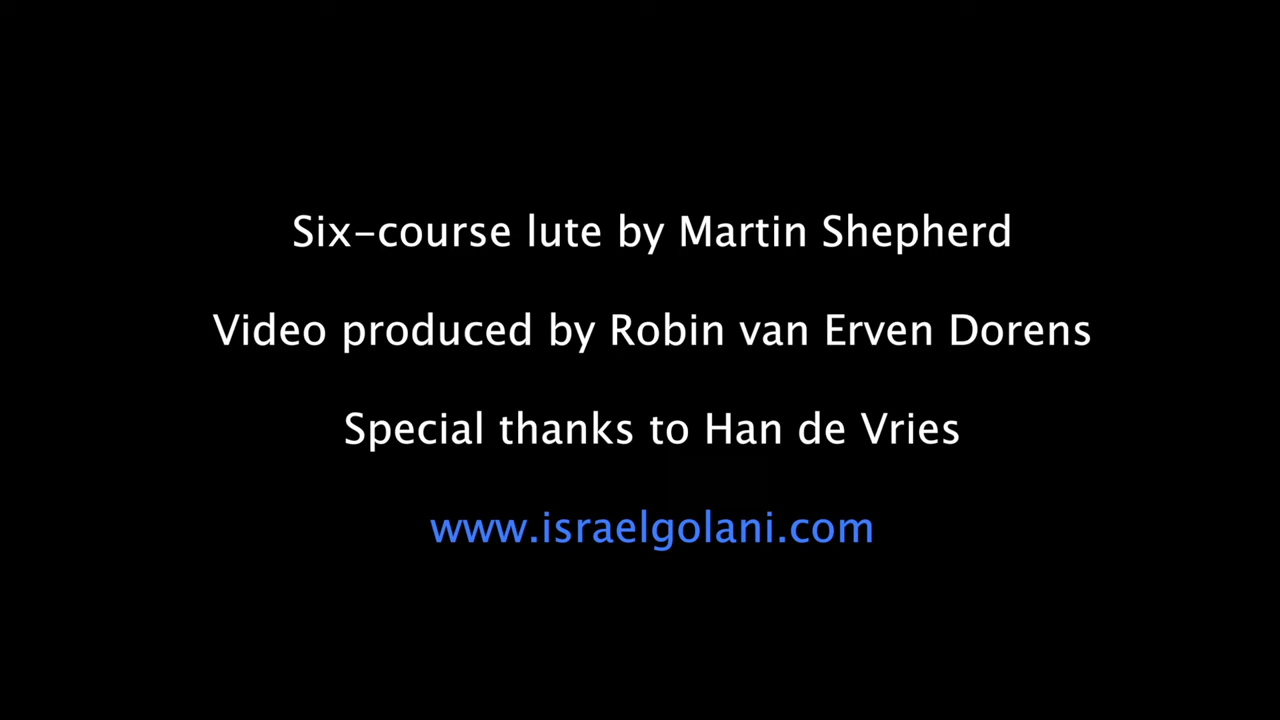 Six-course lute by Martin Shepherd
Video produced by Robin van Erven Dorens
Special thanks to Han de Vries
www.israelgolani.com